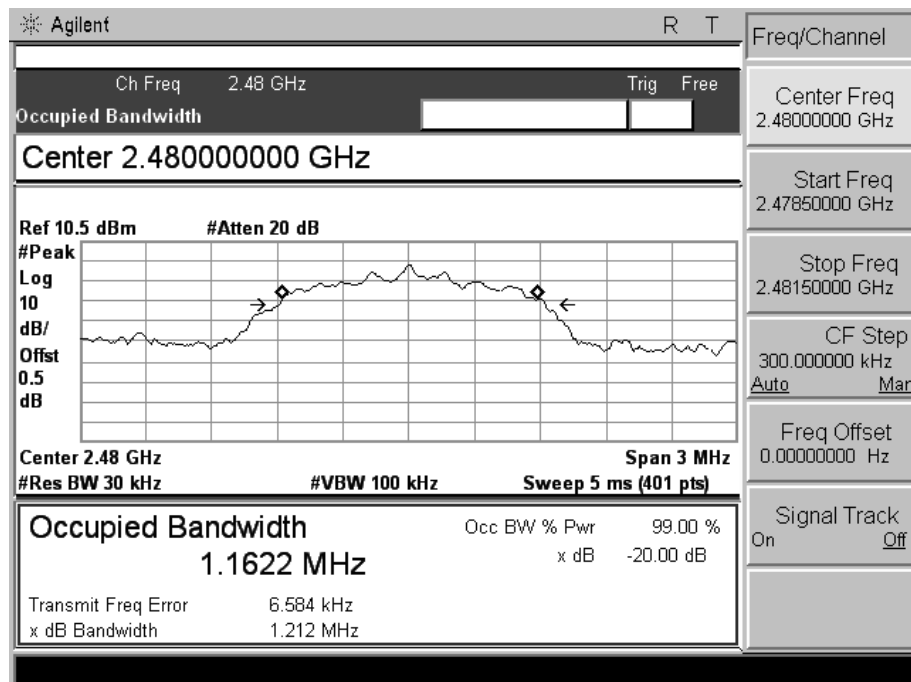 Agilent R T
Freq/Channel
Ch Freq 2.48 GHz Trig Free
Occupied Bandwidth
Center 2.480000000 GHz
Ref 10.5 dBm #Atten 20 dB
#Peak
Log
10
dB/
Offst
0.5
dB
Center 2.48 GHz Span 3 MHz
#Res BW 30 kHz #VBW 100 kHz Sweep 5 ms (401 pts)
Occupied Bandwidth Occ BW % Pwr 99.00 %
1.1622 MHz x dB -20.00 dB
Transmit Freq Error 6.584 kHz
x dB Bandwidth 1.212 MHz
Center Freq
2.48000000 GHz
Start Freq
2.47850000 GHz
Stop Freq
2.48150000 GHz
CF Step
300.000000 kHz
Auto Man
Freq Offset
0.00000000 Hz
Signal Track
On Off